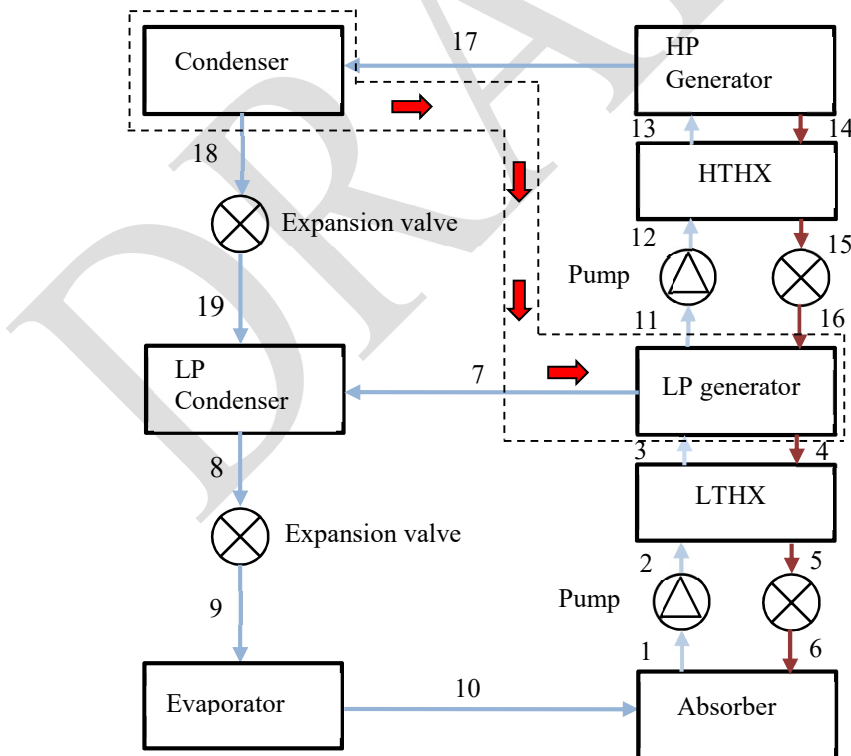 17
Condenser
HP
Generator
13
14
18
HTHX
Expansion valve
12
15
Pump
19
11
16
LP
Condenser
7
LP generator
3
4
8
LTHX
Expansion valve
2
5
Pump
9
1
6
10
Evaporator
Absorber
DRA